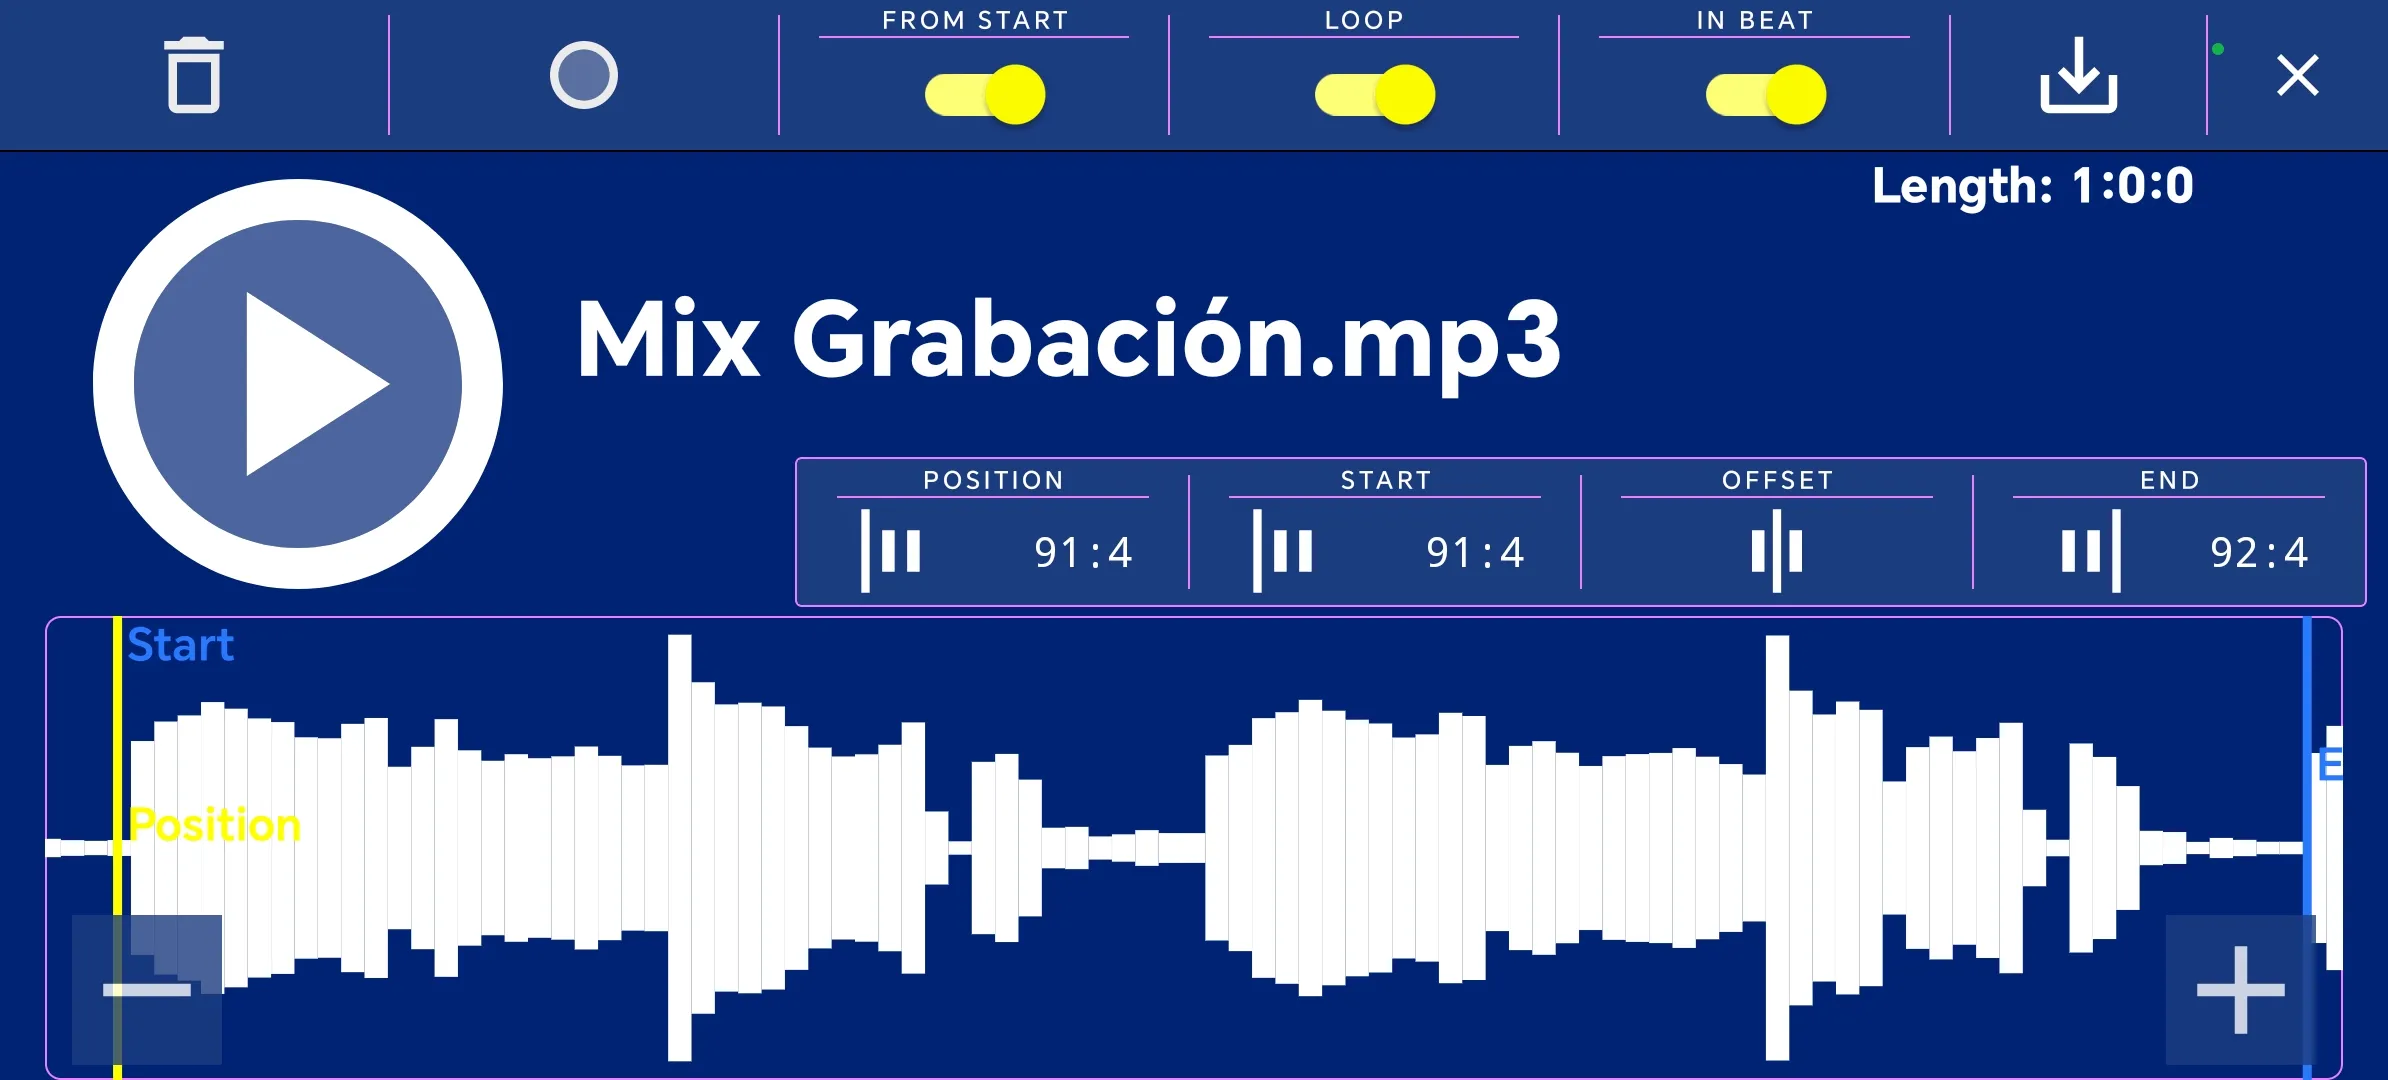 FROM START
LOOP
IN BEAT
Length: 1:0:0
Mix Grabación.mp3
POSITION
START
OFFSET
END
91:4
91:4
92:4
Start
E
Position